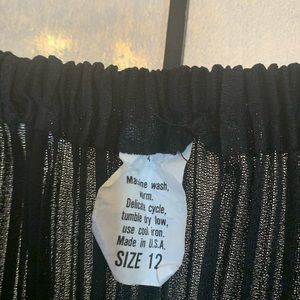 Machine wash,
warm.
Delicate cycle,
tumble dry low,
use cool iron.
Made in U.S.A.
SIZE 12